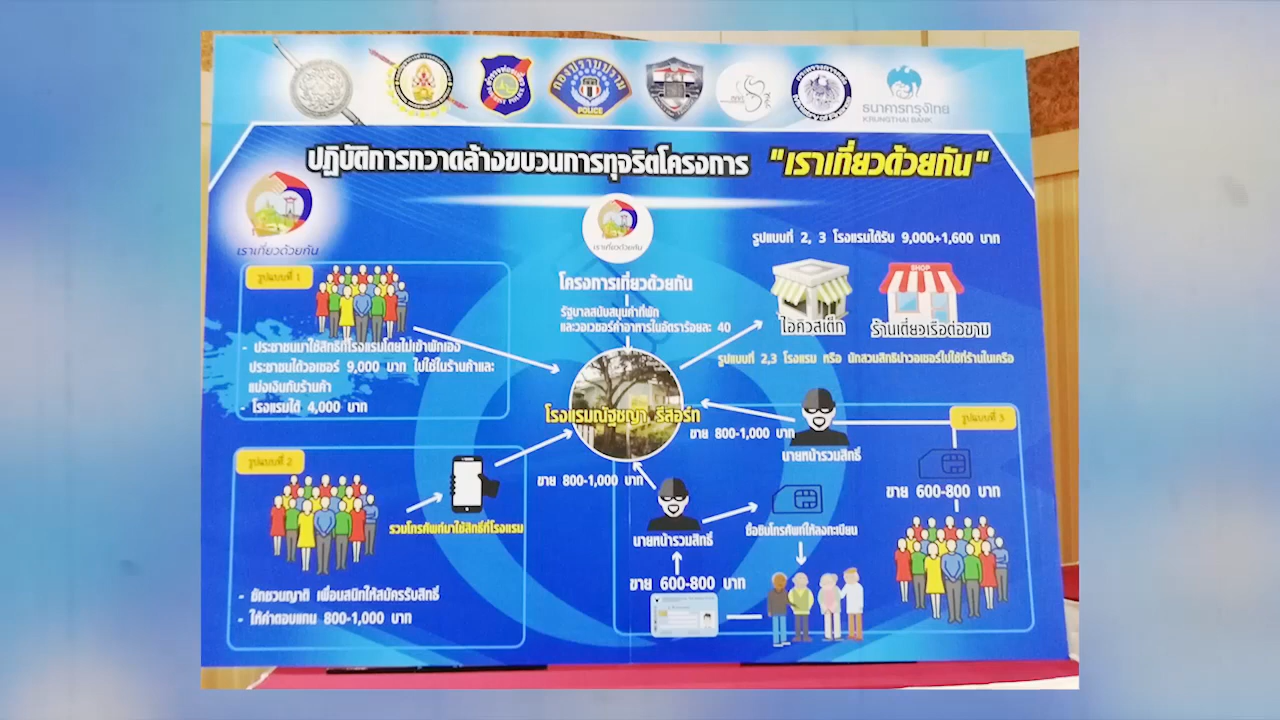 กองปราบปราม
POLICE
ธนาคารกรุงไทย
KRUNGTHAI BANK
ปฏิบัติการกวาดล้างขบวนการทุจริตโครงการ "เราเที่ยวด้วยกัน"
เราเที่ยวด้วยกัน
เราเที่ยวด้วยกัน
รูปแบบที่ 2, 3 โรงแรมได้รับ 9,000+1,600 บาท
รูปแบบที่ 1
- ประชาชนมาใช้สิทธิ์ที่โรงแรมโดยไม่เข้าพักเอง
ประชาชนได้วอเชอร์ 9,000 บาท ไปใช้ในร้านค้าและ
แบ่งเงินกับร้านค้า
- โรงแรมได้ 4,000 บาท
โครงการเที่ยวด้วยกัน
รัฐบาลสนับสนุนค่าที่พัก
และวอเชอร์ค่าอาหารในอัตราร้อยละ 40
SHOP
ไอคิวสเต็ก
ร้านเตี๋ยวเรือต่อขาม
รูปแบบที่ 2,3 โรงแรม หรือ นักสวมสิทธินำวอเชอร์ไปใช้ที่ร้านในเครือ
โรงแรมณัฐชญา รีสอร์ท
รูปแบบที่ 2
รวมโทรศัพท์มาใช้สิทธิ์ที่โรงแรม
- ชักชวนญาติ เพื่อนสนิทให้สมัครรับสิทธิ์
- ให้ค่าตอบแทน 800-1,000 บาท
รูปแบบที่ 3
ขาย 800-1,000 บาท
นายหน้ารวมสิทธิ์
ขาย 600-800 บาท
ขาย 800-1,000 บาท
นายหน้ารวมสิทธิ์
ซื้อซิมโทรศัพท์ให้ลงทะเบียน
ขาย 600-800 บาท